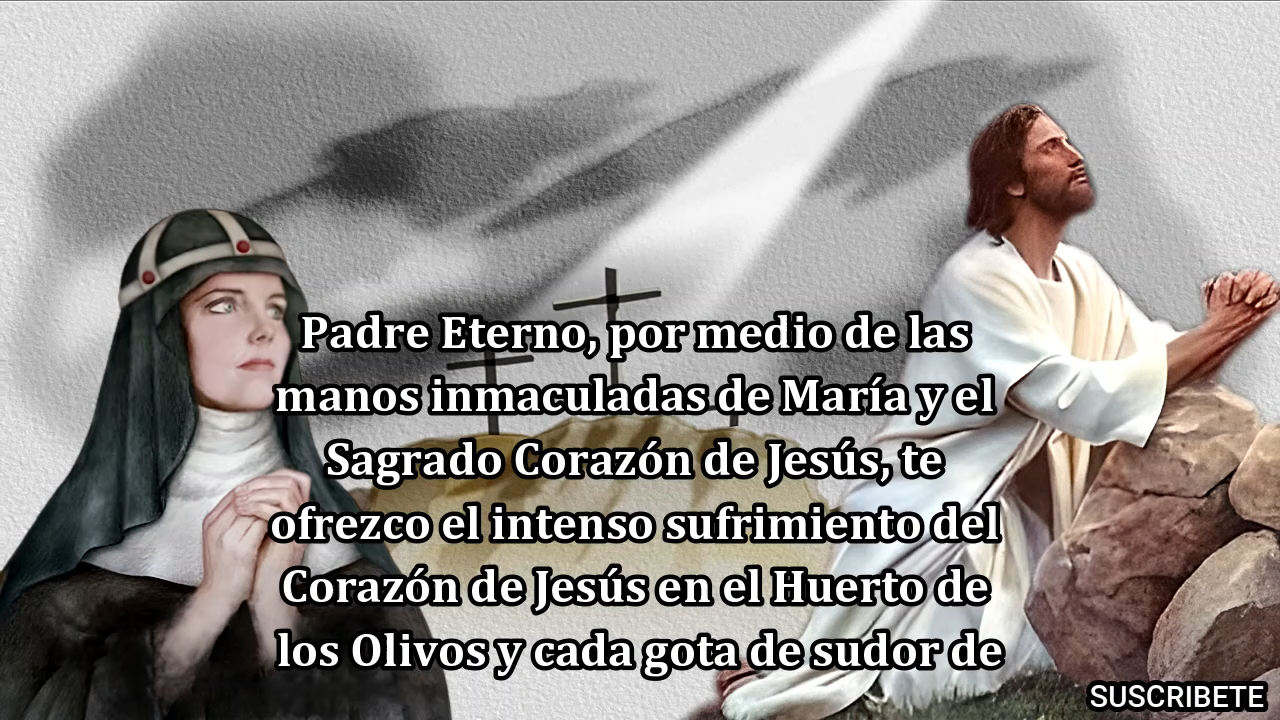 Padre Eterno, por medio de las
manos inmaculadas de María y el
Sagrado Corazón de Jesús, te
ofrezco el intenso sufrimiento del
Corazón de Jesús en el Huerto de
los Olivos y cada gota de sudor de
SUSCRIBETE